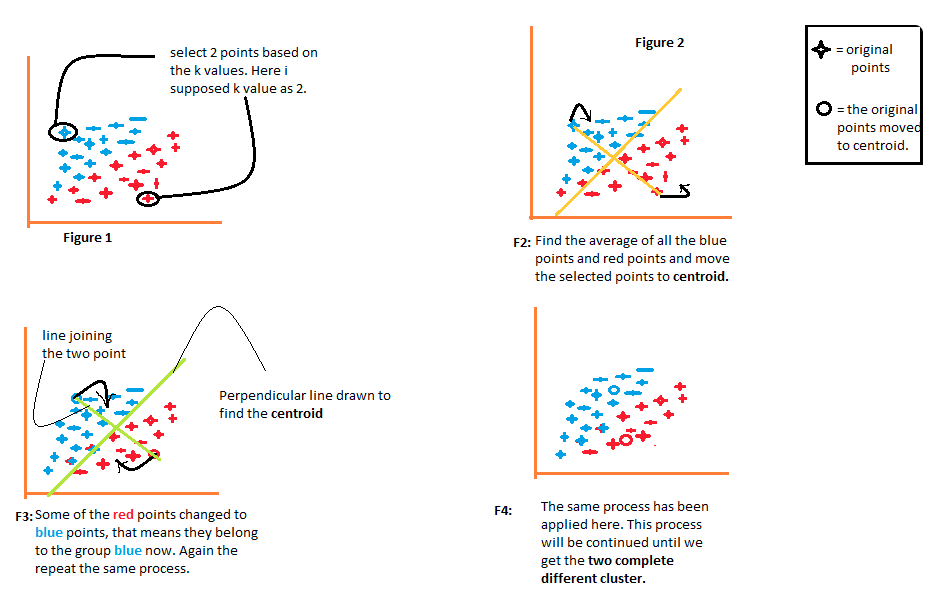 select 2 points based on
the k values. Here i
supposed k value as 2.
Figure 1
Figure 2
= original
points
= the original
points moved
to centroid.
F2: Find the average of all the blue
points and red points and move
the selected points to centroid.
line joining
the two point
Perpendicular line drawn to
find the centroid
F3: Some of the red points changed to
blue points, that means they belong
to the group blue now. Again the
repeat the same process.
F4: The same process has been
applied here. This process
will be continued until we
get the two complete
different cluster.